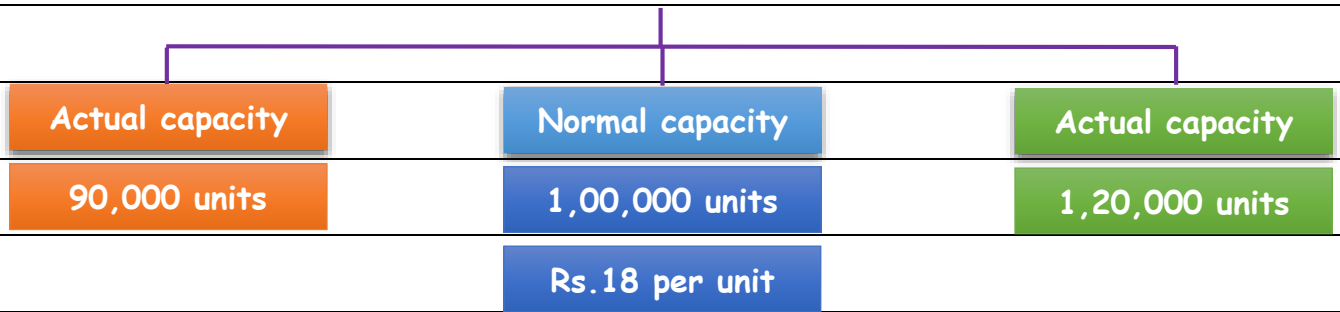 Actual capacity
Normal capacity
Actual capacity
90,000 units
1,00,000 units
1,20,000 units
Rs.18 per unit